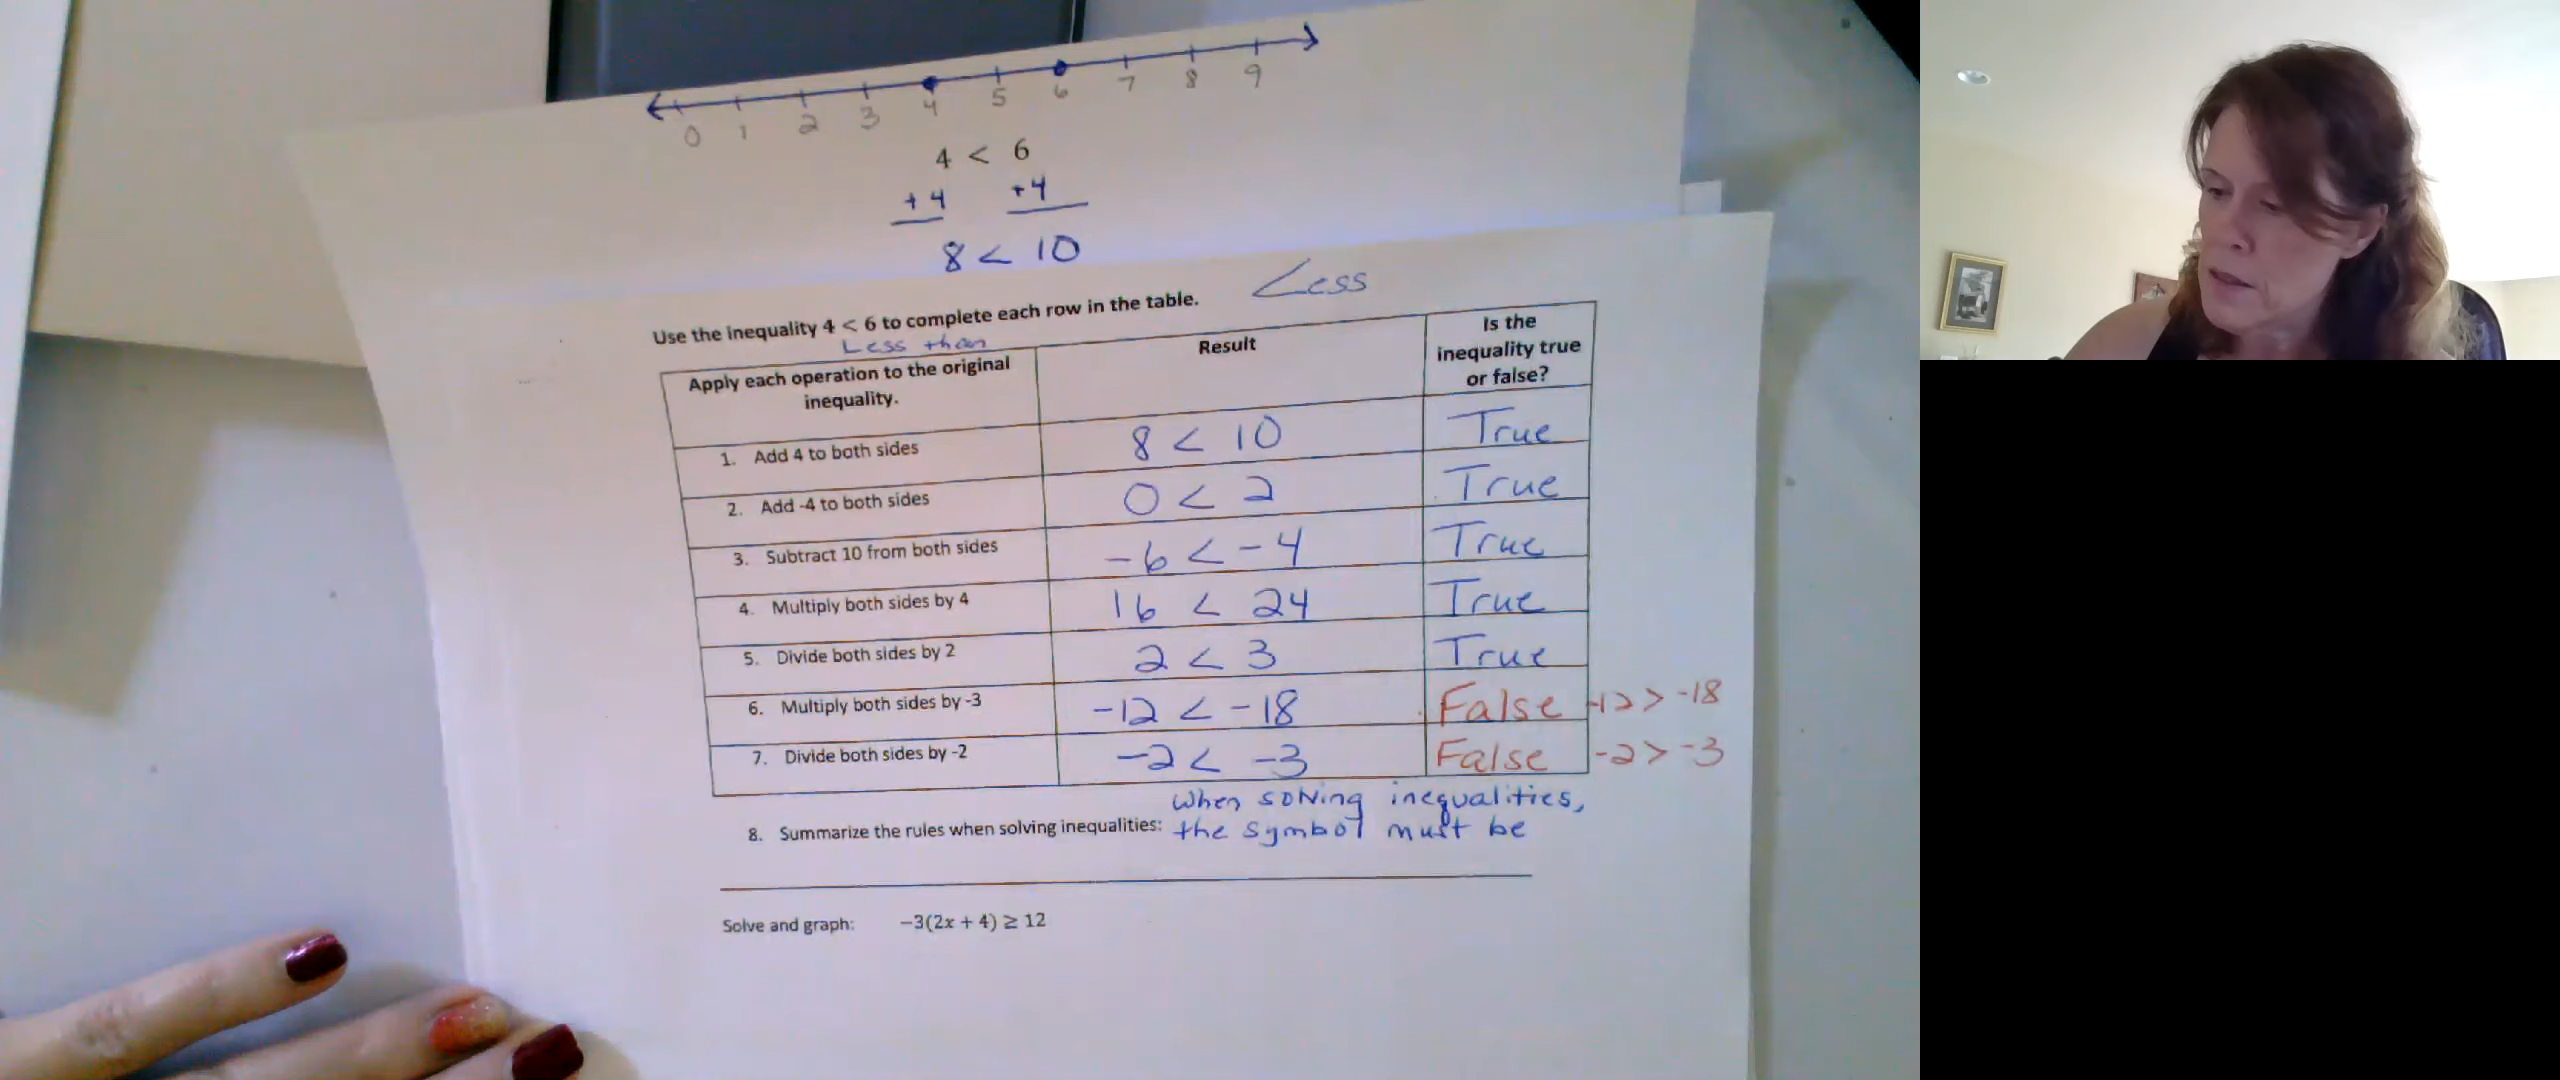 0 1 2 3 4 5 6 7 8 9
4 < 6
+4 +4
8 < 10
Less
Use the inequality 4 < 6 to complete each row in the table.
Less than
Apply each operation to the original inequality. Result Is the inequality true or false?
1. Add 4 to both sides 8 < 10 True
2. Add -4 to both sides 0 < 2 True
3. Subtract 10 from both sides -6 < -4 True
4. Multiply both sides by 4 16 < 24 True
5. Divide both sides by 2 2 < 3 True
6. Multiply both sides by -3 -12 < -18 False -12 > -18
7. Divide both sides by -2 -2 < -3 False -2 > -3
When solving inequalities,
8. Summarize the rules when solving inequalities: the symbol must be
Solve and graph: −3(2x + 4) ≥ 12